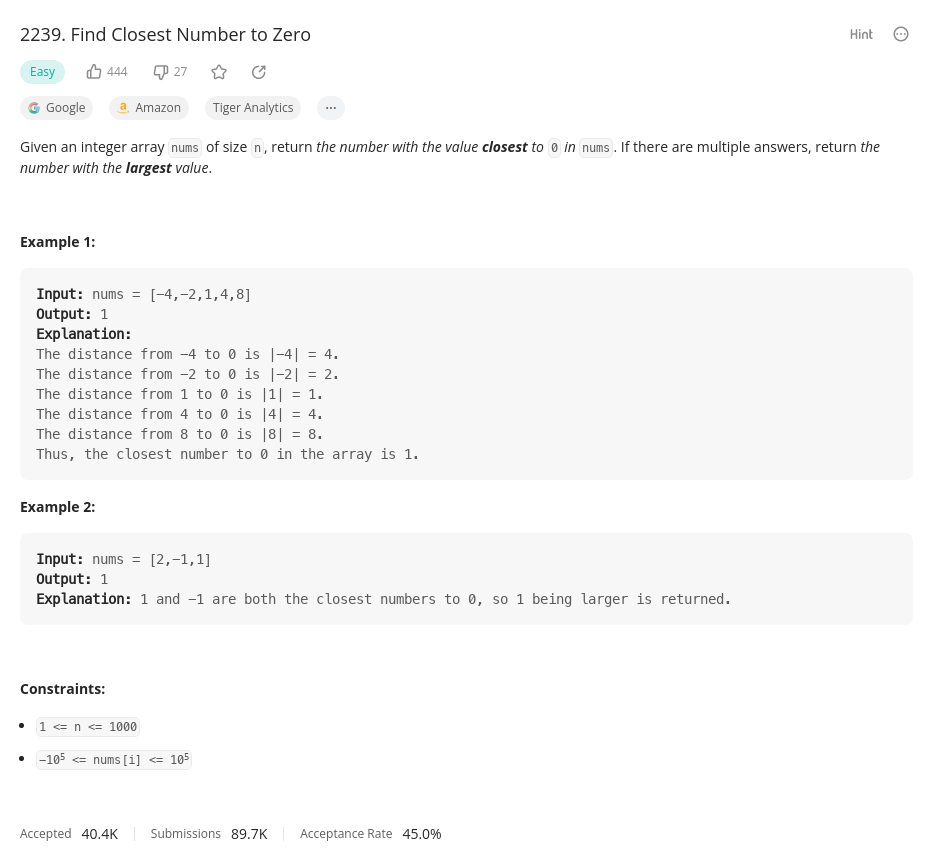 2239. Find Closest Number to Zero
Hint
Easy 444 27
Google Amazon Tiger Analytics ...
Given an integer array nums of size n, return the number with the value closest to 0 in nums. If there are multiple answers, return the
number with the largest value.
Example 1:
Input: nums = [−4,−2,1,4,8]
Output: 1
Explanation:
The distance from −4 to 0 is |−4| = 4.
The distance from −2 to 0 is |−2| = 2.
The distance from 1 to 0 is |1| = 1.
The distance from 4 to 0 is |4| = 4.
The distance from 8 to 0 is |8| = 8.
Thus, the closest number to 0 in the array is 1.
Example 2:
Input: nums = [2,−1,1]
Output: 1
Explanation: 1 and −1 are both the closest numbers to 0, so 1 being larger is returned.
Constraints:
• 1 <= n <= 1000
• −10⁵ <= nums[i] <= 10⁵
Accepted 40.4K Submissions 89.7K Acceptance Rate 45.0%